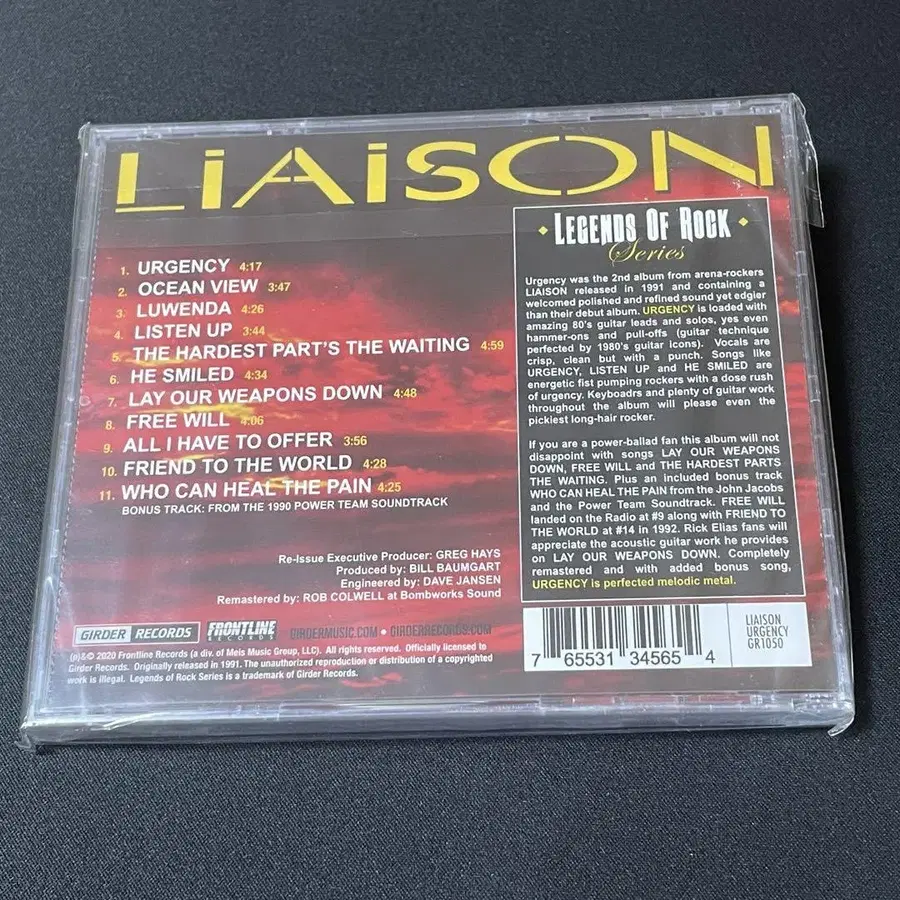 LiAiSON
1. URGENCY 4:17
2. OCEAN VIEW 3:47
3. LUWENDA 4:26
4. LISTEN UP 3:44
5. THE HARDEST PART'S THE WAITING 4:59
6. HE SMILED 4:34
7. LAY OUR WEAPONS DOWN 4:48
8. FREE WILL 4:06
9. ALL I HAVE TO OFFER 3:56
10. FRIEND TO THE WORLD 4:28
11. WHO CAN HEAL THE PAIN 4:25
BONUS TRACK: FROM THE 1990 POWER TEAM SOUNDTRACK
Re-Issue Executive Producer: GREG HAYS
Produced by: BILL BAUMGART
Engineered by: DAVE JANSEN
Remastered by: ROB COLWELL at Bombworks Sound
LEGENDS OF ROCK
Series
Urgency was the 2nd album from arena-rockers
LIAISON released in 1991 and containing a
welcomed polished and refined sound yet edgier
than their debut album. URGENCY is loaded with
amazing 80's guitar leads and solos, yes even
hammer-ons and pull-offs (guitar technique
perfected by 1980's guitar icons). Vocals are
crisp, clean but with a punch. Songs like
URGENCY, LISTEN UP and HE SMILED are
energetic fist pumping rockers with a dose rush
of urgency. Keyboadrs and plenty of guitar work
throughout the album will please even the
pickiest long-hair rocker.
If you are a power-ballad fan this album will not
disappoint with songs LAY OUR WEAPONS
DOWN, FREE WILL and THE HARDEST PARTS
THE WAITING. Plus an included bonus track
WHO CAN HEAL THE PAIN from the John Jacobs
and the Power Team Soundtrack. FREE WILL
landed on the Radio at #9 along with FRIEND TO
THE WORLD at #14 in 1992. Rick Elias fans will
appreciate the acoustic guitar work he provides
on LAY OUR WEAPONS DOWN. Completely
remastered and with added bonus song,
URGENCY is perfected melodic metal.
GIRDER RECORDS
FRONTLINE RECORDS
GIRDERMUSIC.COM • GIRDERRECORDS.COM
(p)&© 2020 Frontline Records (a div. of Meis Music Group, LLC). All rights reserved. Officially licensed to
Girder Records. Originally released in 1991. The unauthorized reproduction or distribution of a copyrighted
work is illegal. Legends of Rock Series is a trademark of Girder Records.
7 65531 34565 4
LIAISON
URGENCY
GR1050